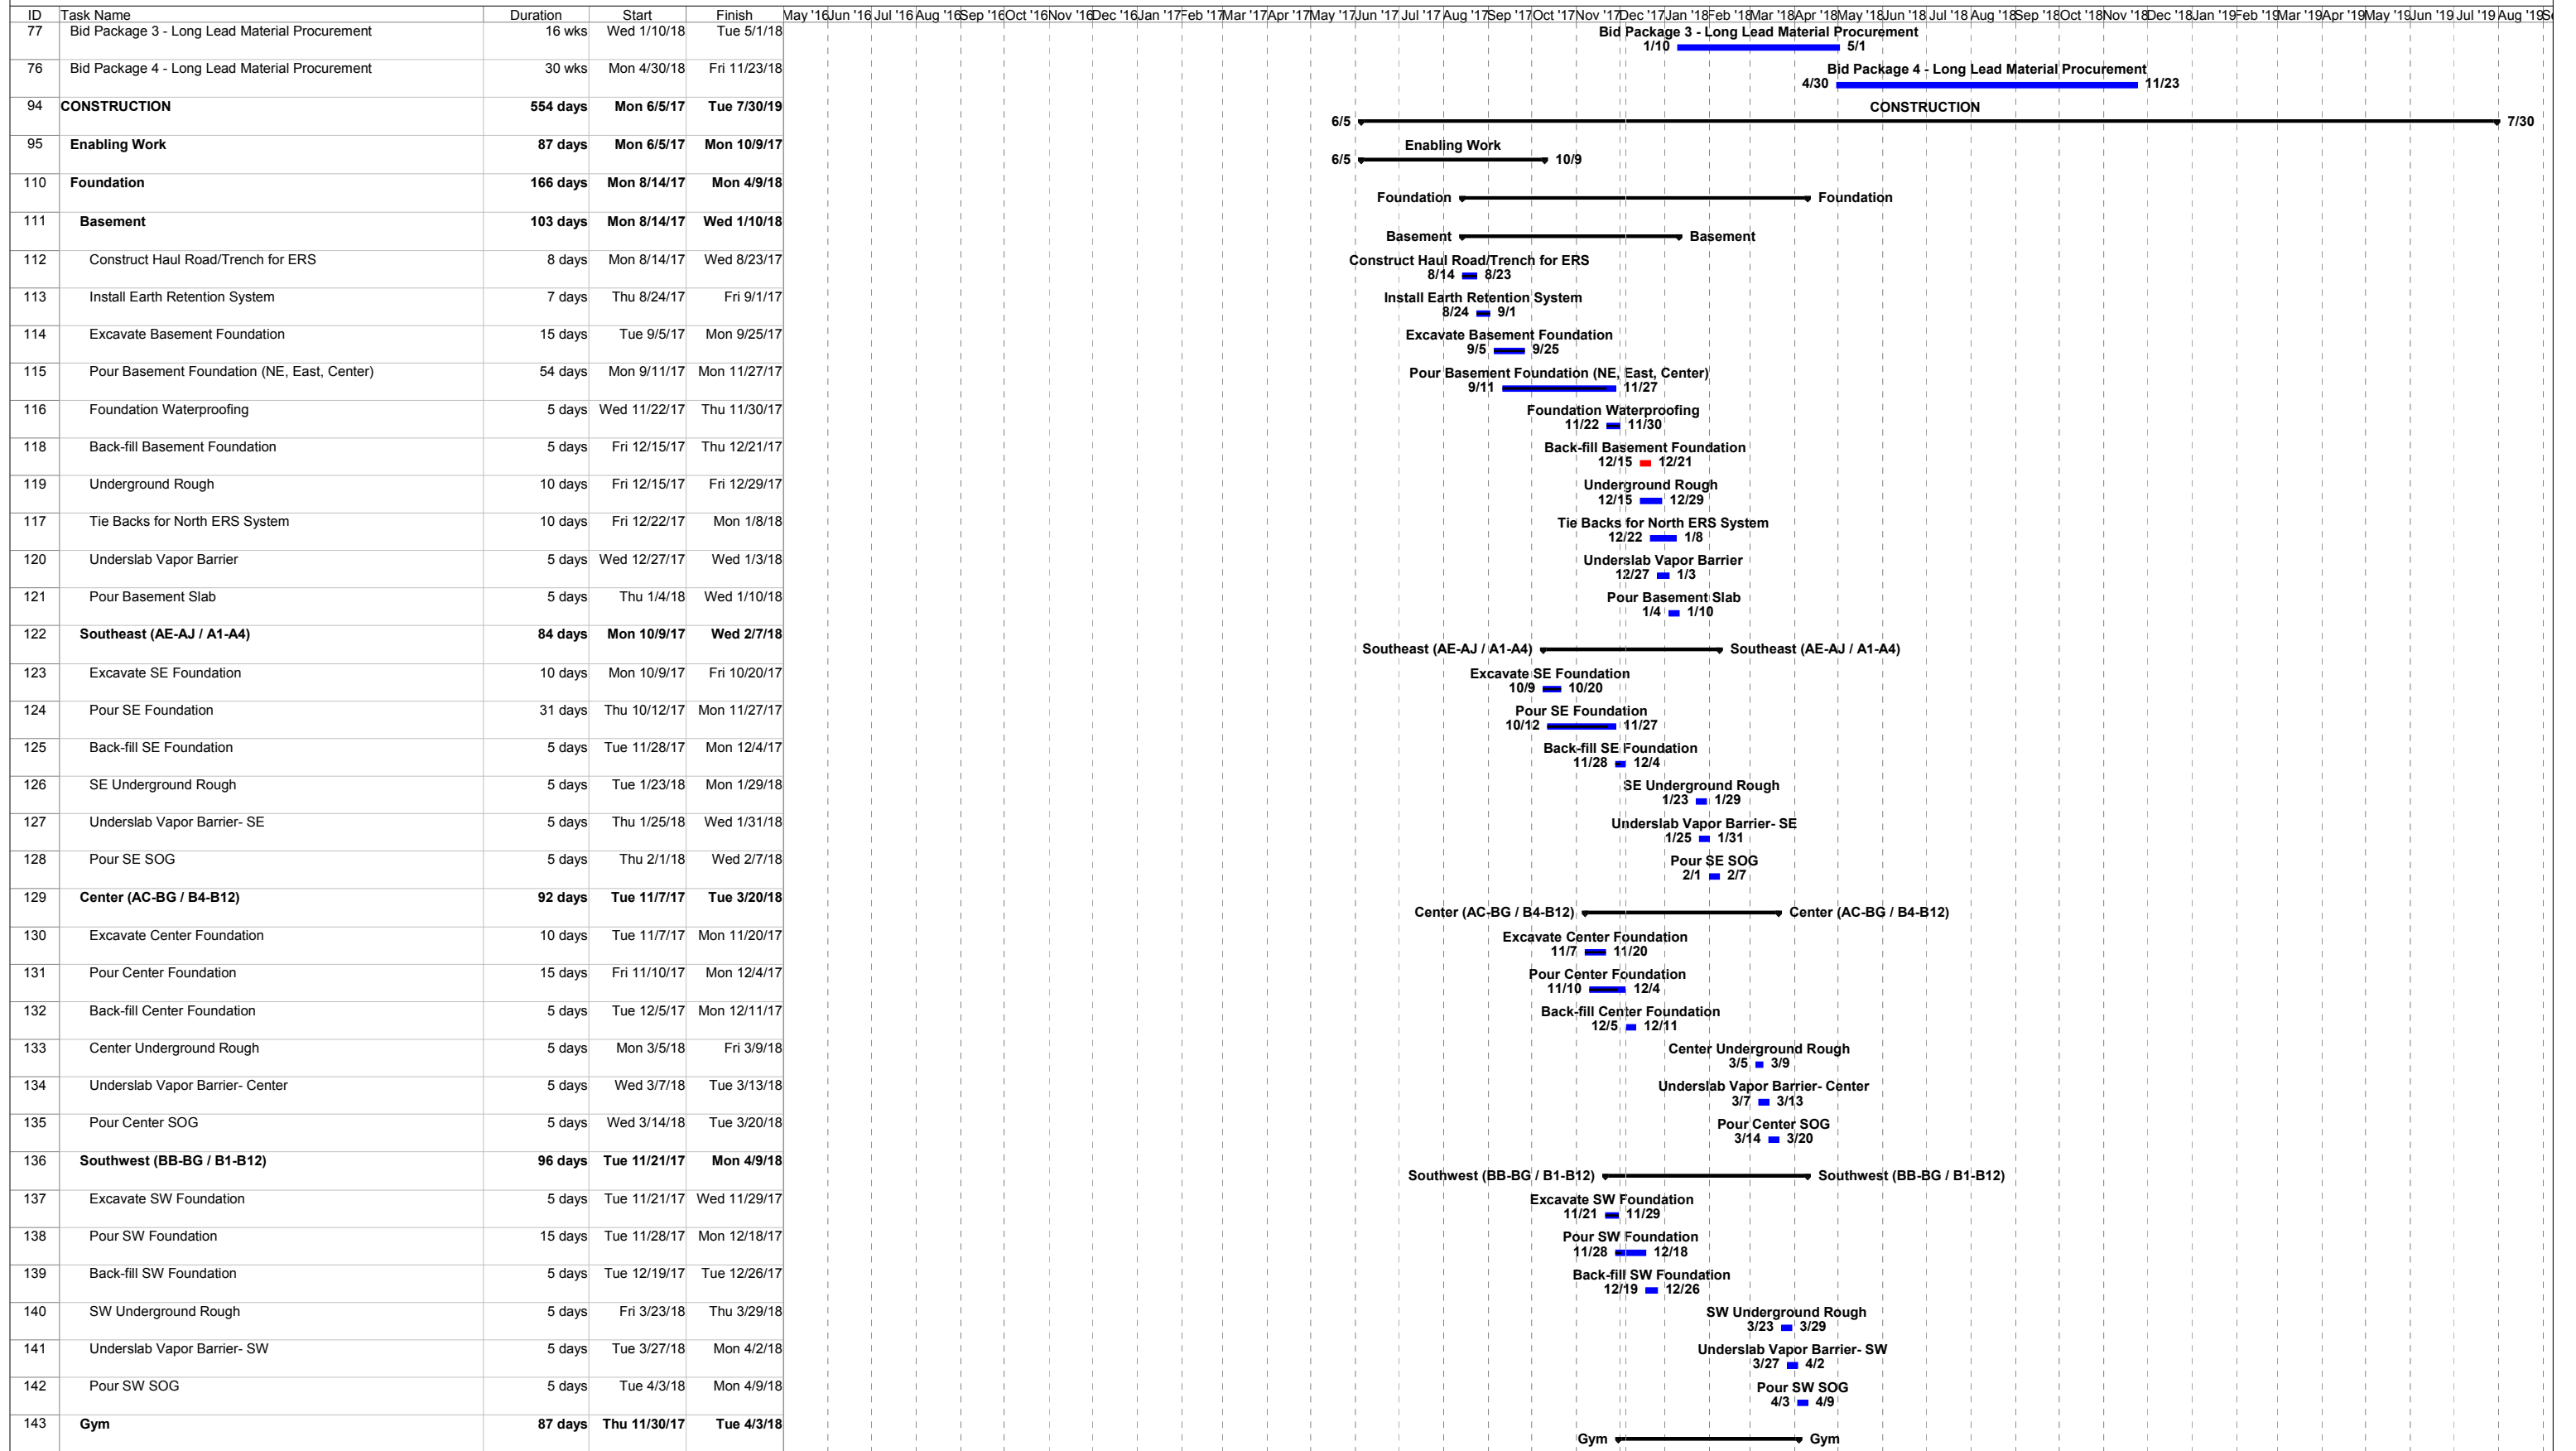 ID Task Name Duration Start Finish May '16 Jun '16 Jul '16 Aug '16 Sep '16 Oct '16 Nov '16 Dec '16 Jan '17 Feb '17 Mar '17 Apr '17 May '17 Jun '17 Jul '17 Aug '17 Sep '17 Oct '17 Nov '17 Dec '17 Jan '18 Feb '18 Mar '18 Apr '18 May '18 Jun '18 Jul '18 Aug '18 Sep '18 Oct '18 Nov '18 Dec '18 Jan '19 Feb '19 Mar '19 Apr '19 May '19 Jun '19 Jul '19 Aug '19
77 Bid Package 3 - Long Lead Material Procurement 16 wks Wed 1/10/18 Tue 5/1/18 Bid Package 3 - Long Lead Material Procurement
1/10 5/1
76 Bid Package 4 - Long Lead Material Procurement 30 wks Mon 4/30/18 Fri 11/23/18 Bid Package 4 - Long Lead Material Procurement
4/30 11/23
94 CONSTRUCTION 554 days Mon 6/5/17 Tue 7/30/19 CONSTRUCTION
6/5 7/30
95 Enabling Work 87 days Mon 6/5/17 Mon 10/9/17 Enabling Work
6/5 10/9
110 Foundation 166 days Mon 8/14/17 Mon 4/9/18
Foundation Foundation
111 Basement 103 days Mon 8/14/17 Wed 1/10/18
Basement Basement
112 Construct Haul Road/Trench for ERS 8 days Mon 8/14/17 Wed 8/23/17 Construct Haul Road/Trench for ERS
8/14 8/23
113 Install Earth Retention System 7 days Thu 8/24/17 Fri 9/1/17 Install Earth Retention System
8/24 9/1
114 Excavate Basement Foundation 15 days Tue 9/5/17 Mon 9/25/17 Excavate Basement Foundation
9/5 9/25
115 Pour Basement Foundation (NE, East, Center) 54 days Mon 9/11/17 Mon 11/27/17 Pour Basement Foundation (NE, East, Center)
9/11 11/27
116 Foundation Waterproofing 5 days Wed 11/22/17 Thu 11/30/17 Foundation Waterproofing
11/22 11/30
118 Back-fill Basement Foundation 5 days Fri 12/15/17 Thu 12/21/17 Back-fill Basement Foundation
12/15 12/21
119 Underground Rough 10 days Fri 12/15/17 Fri 12/29/17 Underground Rough
12/15 12/29
117 Tie Backs for North ERS System 10 days Fri 12/22/17 Mon 1/8/18 Tie Backs for North ERS System
12/22 1/8
120 Underslab Vapor Barrier 5 days Wed 12/27/17 Wed 1/3/18 Underslab Vapor Barrier
12/27 1/3
121 Pour Basement Slab 5 days Thu 1/4/18 Wed 1/10/18 Pour Basement Slab
1/4 1/10
122 Southeast (AE-AJ / A1-A4) 84 days Mon 10/9/17 Wed 2/7/18
Southeast (AE-AJ / A1-A4) Southeast (AE-AJ / A1-A4)
123 Excavate SE Foundation 10 days Mon 10/9/17 Fri 10/20/17 Excavate SE Foundation
10/9 10/20
124 Pour SE Foundation 31 days Thu 10/12/17 Mon 11/27/17 Pour SE Foundation
10/12 11/27
125 Back-fill SE Foundation 5 days Tue 11/28/17 Mon 12/4/17 Back-fill SE Foundation
11/28 12/4
126 SE Underground Rough 5 days Tue 1/23/18 Mon 1/29/18 SE Underground Rough
1/23 1/29
127 Underslab Vapor Barrier- SE 5 days Thu 1/25/18 Wed 1/31/18 Underslab Vapor Barrier- SE
1/25 1/31
128 Pour SE SOG 5 days Thu 2/1/18 Wed 2/7/18 Pour SE SOG
2/1 2/7
129 Center (AC-BG / B4-B12) 92 days Tue 11/7/17 Tue 3/20/18
Center (AC-BG / B4-B12) Center (AC-BG / B4-B12)
130 Excavate Center Foundation 10 days Tue 11/7/17 Mon 11/20/17 Excavate Center Foundation
11/7 11/20
131 Pour Center Foundation 15 days Fri 11/10/17 Mon 12/4/17 Pour Center Foundation
11/10 12/4
132 Back-fill Center Foundation 5 days Tue 12/5/17 Mon 12/11/17 Back-fill Center Foundation
12/5 12/11
133 Center Underground Rough 5 days Mon 3/5/18 Fri 3/9/18 Center Underground Rough
3/5 3/9
134 Underslab Vapor Barrier- Center 5 days Wed 3/7/18 Tue 3/13/18 Underslab Vapor Barrier- Center
3/7 3/13
135 Pour Center SOG 5 days Wed 3/14/18 Tue 3/20/18 Pour Center SOG
3/14 3/20
136 Southwest (BB-BG / B1-B12) 96 days Tue 11/21/17 Mon 4/9/18
Southwest (BB-BG / B1-B12) Southwest (BB-BG / B1-B12)
137 Excavate SW Foundation 5 days Tue 11/21/17 Wed 11/29/17 Excavate SW Foundation
11/21 11/29
138 Pour SW Foundation 15 days Tue 11/28/17 Mon 12/18/17 Pour SW Foundation
11/28 12/18
139 Back-fill SW Foundation 5 days Tue 12/19/17 Tue 12/26/17 Back-fill SW Foundation
12/19 12/26
140 SW Underground Rough 5 days Fri 3/23/18 Thu 3/29/18 SW Underground Rough
3/23 3/29
141 Underslab Vapor Barrier- SW 5 days Tue 3/27/18 Mon 4/2/18 Underslab Vapor Barrier- SW
3/27 4/2
142 Pour SW SOG 5 days Tue 4/3/18 Mon 4/9/18 Pour SW SOG
4/3 4/9
143 Gym 87 days Thu 11/30/17 Tue 4/3/18
Gym Gym